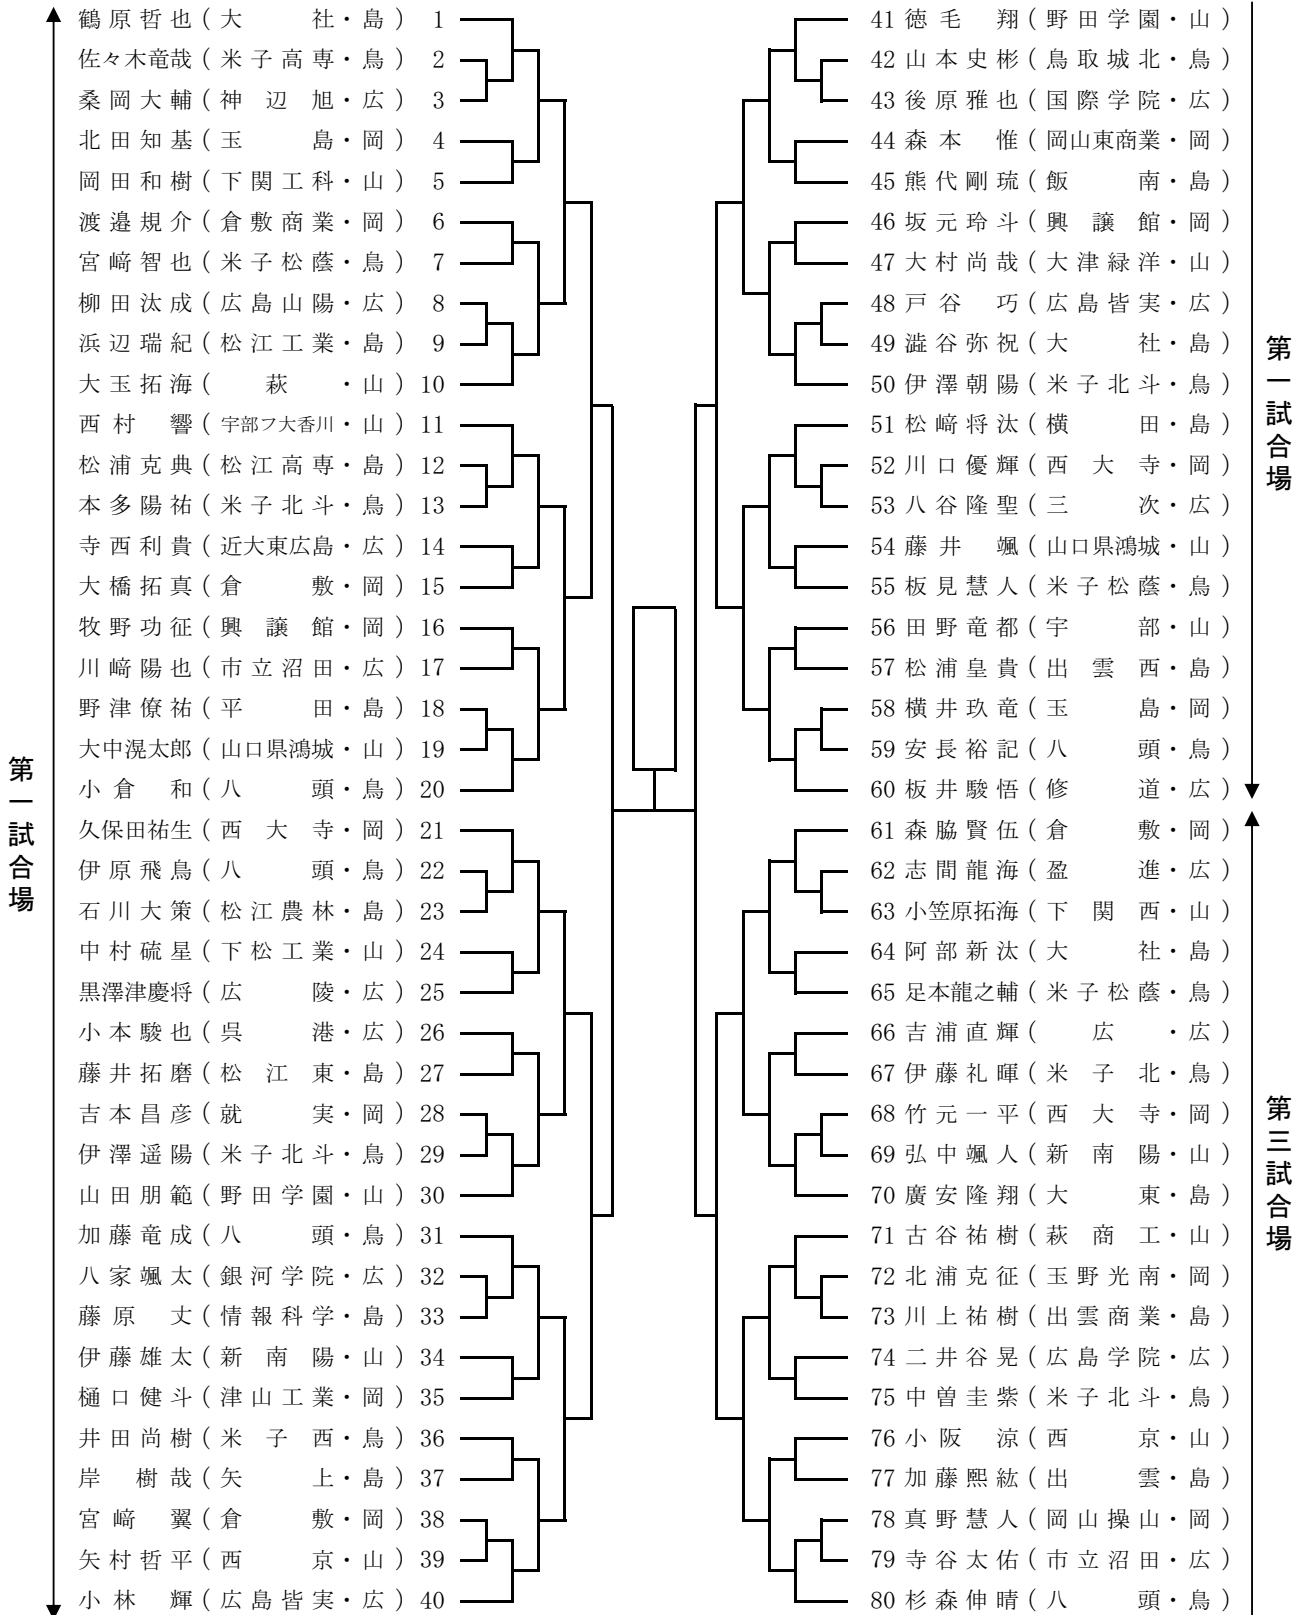 鶴原哲也(大社・島) 1
佐々木竜哉(米子高専・鳥) 2
桑岡大輔(神辺旭・広) 3
北田知基(玉島・岡) 4
岡田和樹(下関工科・山) 5
渡邉規介(倉敷商業・岡) 6
宮﨑智也(米子松蔭・鳥) 7
柳田汰成(広島山陽・広) 8
浜辺瑞紀(松江工業・島) 9
大玉拓海(萩・山) 10
西村響(宇部フ大香川・山) 11
松浦克典(松江高専・島) 12
本多陽祐(米子北斗・鳥) 13
寺西利貴(近大東広島・広) 14
大橋拓真(倉敷・岡) 15
牧野功征(興譲館・岡) 16
川﨑陽也(市立沼田・広) 17
野津僚祐(平田・島) 18
大中滉太郎(山口県鴻城・山) 19
小倉和(八頭・鳥) 20
久保田祐生(西大寺・岡) 21
伊原飛鳥(八頭・鳥) 22
石川大策(松江農林・島) 23
中村硫星(下松工業・山) 24
黒澤津慶将(広陵・広) 25
小本駿也(呉港・広) 26
藤井拓磨(松江東・島) 27
吉本昌彦(就実・岡) 28
伊澤遥陽(米子北斗・鳥) 29
山田朋範(野田学園・山) 30
加藤竜成(八頭・鳥) 31
八家颯太(銀河学院・広) 32
藤原丈(情報科学・島) 33
伊藤雄太(新南陽・山) 34
樋口健斗(津山工業・岡) 35
井田尚樹(米子西・鳥) 36
岸樹哉(矢上・島) 37
宮﨑翼(倉敷・岡) 38
矢村哲平(西京・山) 39
小林輝(広島皆実・広) 40
第一試合場
41 徳毛翔(野田学園・山)
42 山本史彬(鳥取城北・鳥)
43 後原雅也(国際学院・広)
44 森本惟(岡山東商業・岡)
45 熊代剛琉(飯南・島)
46 坂元玲斗(興譲館・岡)
47 大村尚哉(大津緑洋・山)
48 戸谷巧(広島皆実・広)
49 澁谷弥祝(大社・島)
50 伊澤朝陽(米子北斗・鳥)
51 松﨑将汰(横田・島)
52 川口優輝(西大寺・岡)
53 八谷隆聖(三次・広)
54 藤井颯(山口県鴻城・山)
55 板見慧人(米子松蔭・鳥)
56 田野竜都(宇部・山)
57 松浦皇貴(出雲西・島)
58 横井玖竜(玉島・岡)
59 安長裕記(八頭・鳥)
60 板井駿悟(修道・広)
第一試合場
61 森脇賢伍(倉敷・岡)
62 志間龍海(盈進・広)
63 小笠原拓海(下関西・山)
64 阿部新汰(大社・島)
65 足本龍之輔(米子松蔭・鳥)
66 吉浦直輝(広・広)
67 伊藤礼暉(米子北・鳥)
68 竹元一平(西大寺・岡)
69 弘中颯人(新南陽・山)
70 廣安隆翔(大東・島)
71 古谷祐樹(萩商工・山)
72 北浦克征(玉野光南・岡)
73 川上祐樹(出雲商業・島)
74 二井谷晃(広島学院・広)
75 中曽圭紫(米子北斗・鳥)
76 小阪涼(西京・山)
77 加藤熙紘(出雲・島)
78 真野慧人(岡山操山・岡)
79 寺谷太佑(市立沼田・広)
80 杉森伸晴(八頭・鳥)
第三試合場